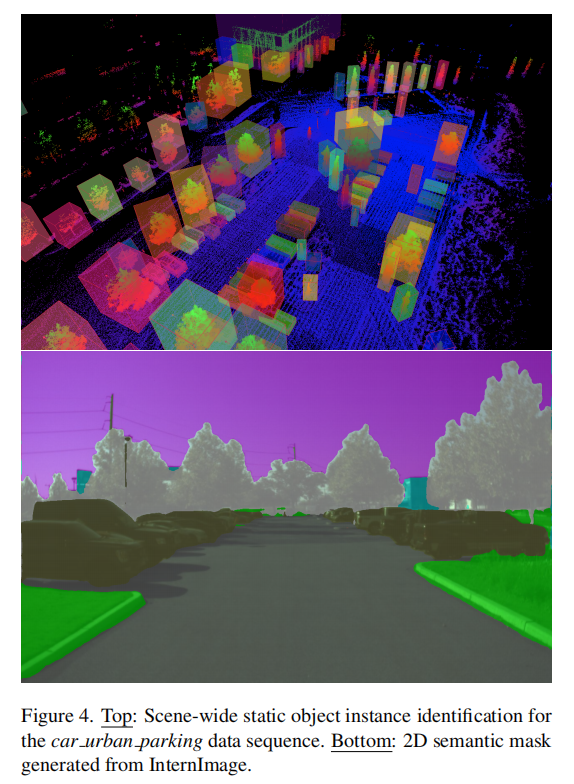 Figure 4. Top: Scene-wide static object instance identification for
the car_urban_parking data sequence. Bottom: 2D semantic mask
generated from InternImage.